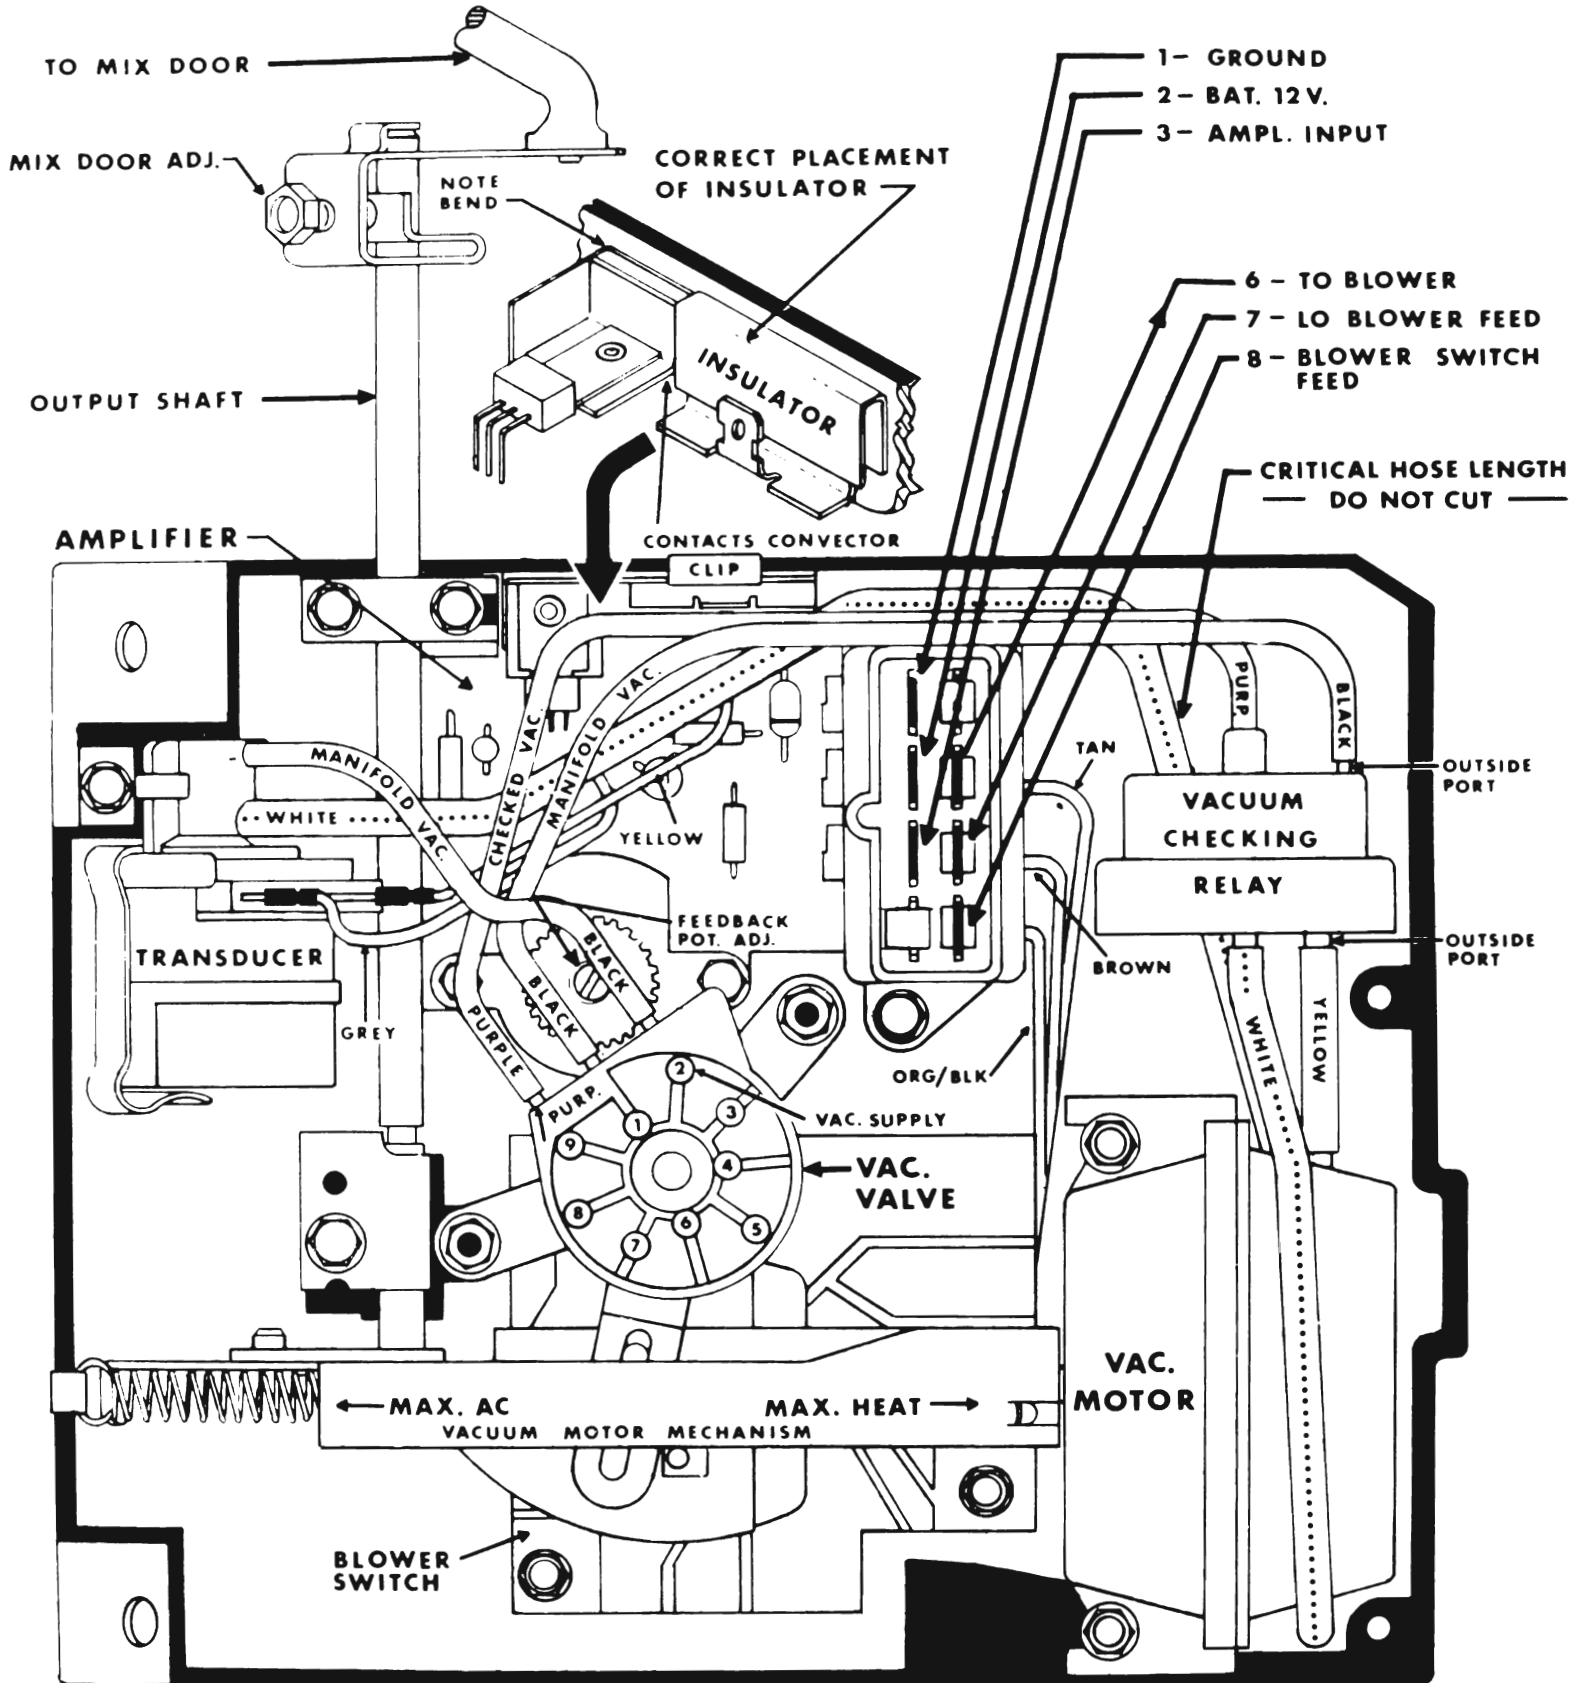 TO MIX DOOR
MIX DOOR ADJ.
NOTE
BEND
CORRECT PLACEMENT
OF INSULATOR
1- GROUND
2- BAT. 12 V.
3- AMPL. INPUT
6 - TO BLOWER
7 - LO BLOWER FEED
8 - BLOWER SWITCH
FEED
INSULATOR
OUTPUT SHAFT
CRITICAL HOSE LENGTH
DO NOT CUT
AMPLIFIER
CONTACTS CONVECTOR
CLIP
MANIFOLD VAC.
WHITE
CHECKED VAC.
MANIFOLD VAC.
YELLOW
TAN
PURP
BLACK
OUTSIDE
PORT
VACUUM
CHECKING
RELAY
OUTSIDE
PORT
TRANSDUCER
FEEDBACK
POT. ADJ.
BROWN
GREY
PURPLE
BLACK
BLACK
ORG/BLK
WHITE
YELLOW
PURP.
VAC. SUPPLY
1
2
3
4
5
6
7
8
9
VAC.
VALVE
VAC.
MOTOR
MAX. AC
MAX. HEAT
VACUUM MOTOR MECHANISM
BLOWER
SWITCH